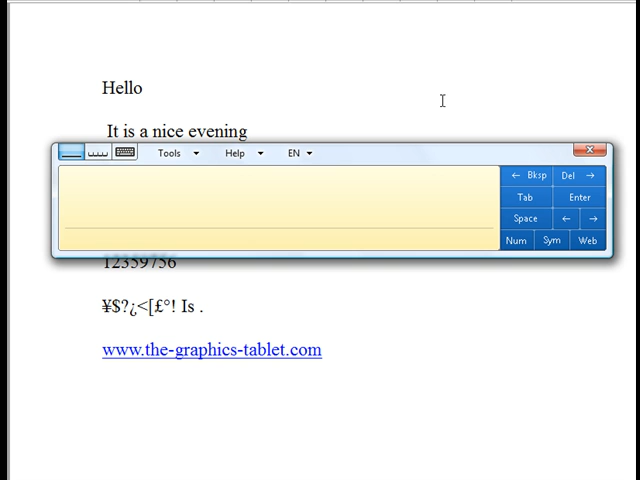 Hello
It is a nice evening
Tools Help EN
← Bksp Del →
Tab Enter
Space ← →
Num Sym Web
12359756
¥$?¿<[£°! Is .
www.the-graphics-tablet.com